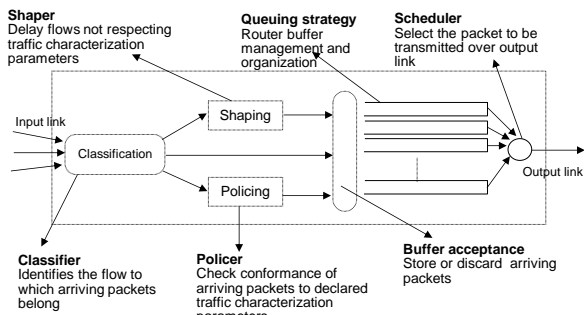 Shaper
Delay flows not respecting
traffic characterization
parameters
Queuing strategy
Router buffer
management and
organization
Scheduler
Select the packet to be
transmitted over output
link
Input link
Classification
Shaping
Policing
Output link
Classifier
Identifies the flow to
which arriving packets
belong
Policer
Check conformance of
arriving packets to declared
traffic characterization
parameters
Buffer acceptance
Store or discard arriving
packets